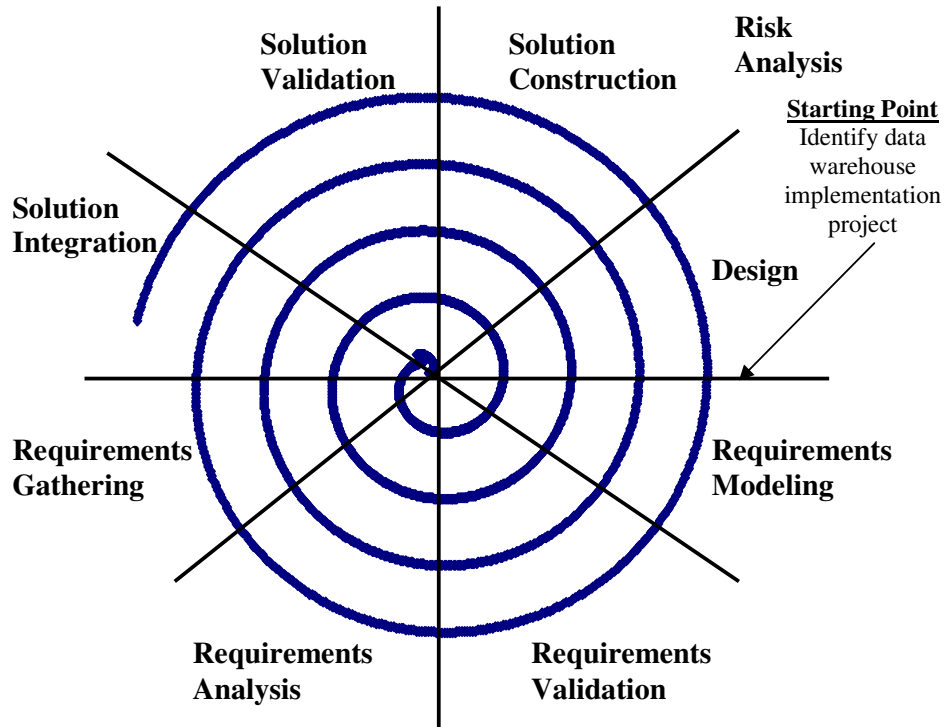 Solution
Validation
Solution
Construction
Risk
Analysis
Starting Point
Identify data
warehouse
implementation
project
Solution
Integration
Design
Requirements
Gathering
Requirements
Modeling
Requirements
Analysis
Requirements
Validation